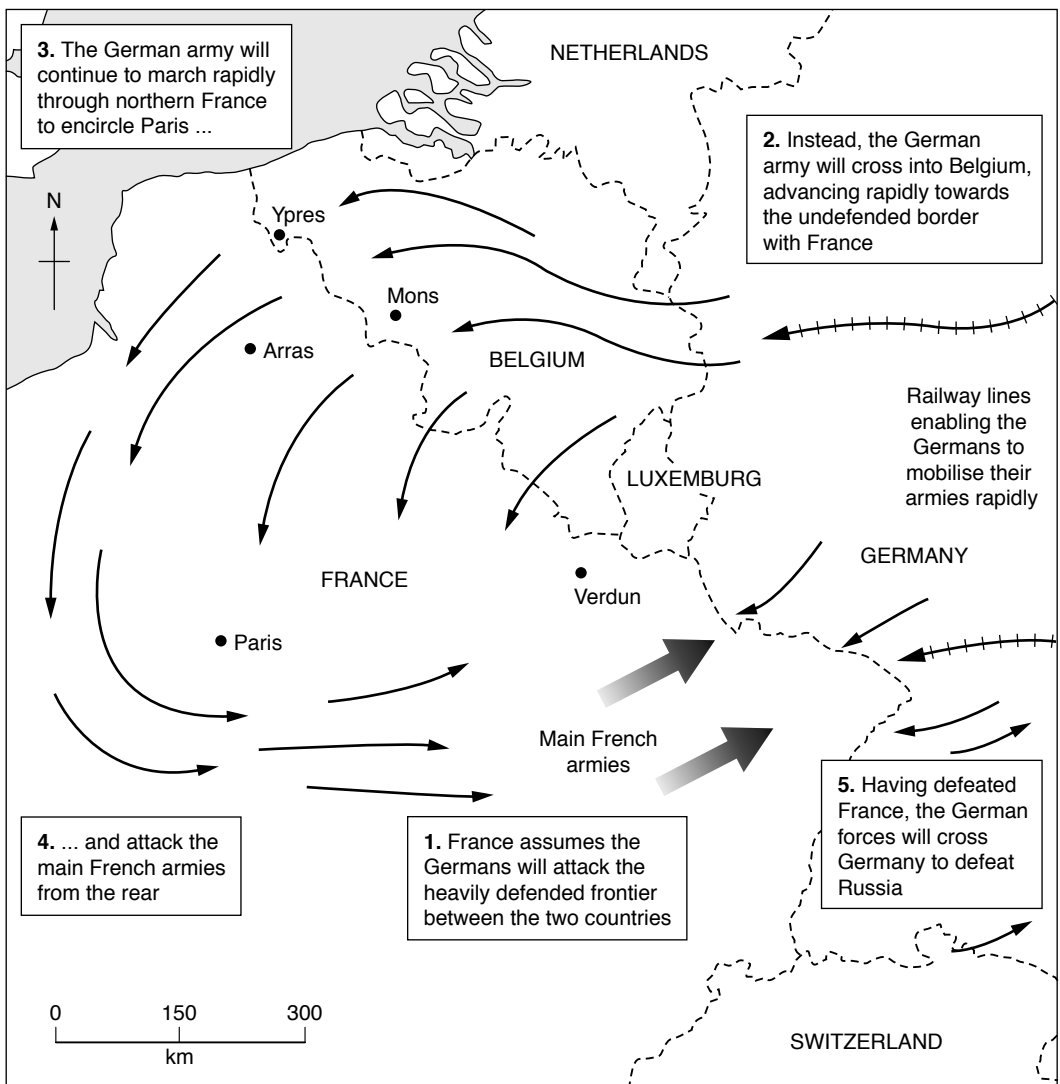 3. The German army will
continue to march rapidly
through northern France
to encircle Paris ...
NETHERLANDS
2. Instead, the German
army will cross into Belgium,
advancing rapidly towards
the undefended border
with France
N
Ypres
Mons
Arras
BELGIUM
Railway lines
enabling the
Germans to
mobilise their
armies rapidly
LUXEMBURG
GERMANY
FRANCE
Verdun
Paris
Main French
armies
4. ... and attack the
main French armies
from the rear
1. France assumes the
Germans will attack the
heavily defended frontier
between the two countries
5. Having defeated
France, the German
forces will cross
Germany to defeat
Russia
0 150 300
km
SWITZERLAND